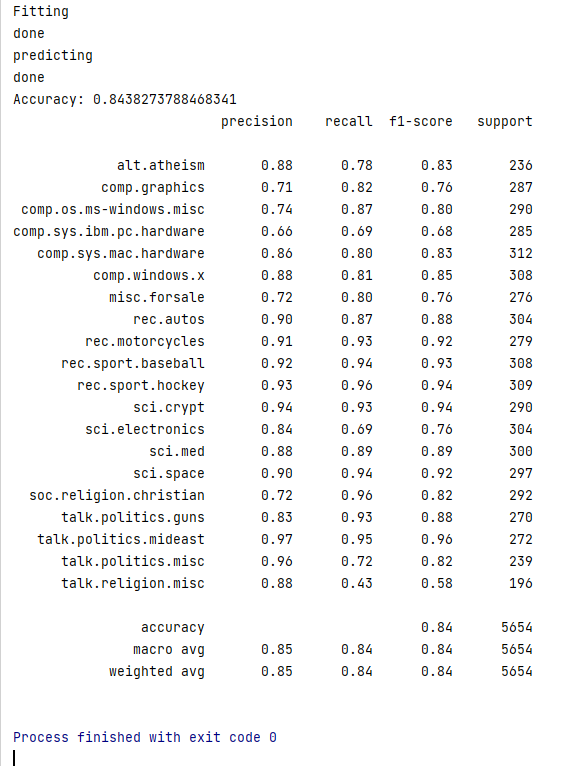 Fitting
done
predicting
done
Accuracy: 0.8438273788468341
precision recall f1-score support
alt.atheism 0.88 0.78 0.83 236
comp.graphics 0.71 0.82 0.76 287
comp.os.ms-windows.misc 0.74 0.87 0.80 290
comp.sys.ibm.pc.hardware 0.66 0.69 0.68 285
comp.sys.mac.hardware 0.86 0.80 0.83 312
comp.windows.x 0.88 0.81 0.85 308
misc.forsale 0.72 0.80 0.76 276
rec.autos 0.90 0.87 0.88 304
rec.motorcycles 0.91 0.93 0.92 279
rec.sport.baseball 0.92 0.94 0.93 308
rec.sport.hockey 0.93 0.96 0.94 309
sci.crypt 0.94 0.93 0.94 290
sci.electronics 0.84 0.69 0.76 304
sci.med 0.88 0.89 0.89 300
sci.space 0.90 0.94 0.92 297
soc.religion.christian 0.72 0.96 0.82 292
talk.politics.guns 0.83 0.93 0.88 270
talk.politics.mideast 0.97 0.95 0.96 272
talk.politics.misc 0.96 0.72 0.82 239
talk.religion.misc 0.88 0.43 0.58 196
accuracy 0.84 5654
macro avg 0.85 0.84 0.84 5654
weighted avg 0.85 0.84 0.84 5654
Process finished with exit code 0